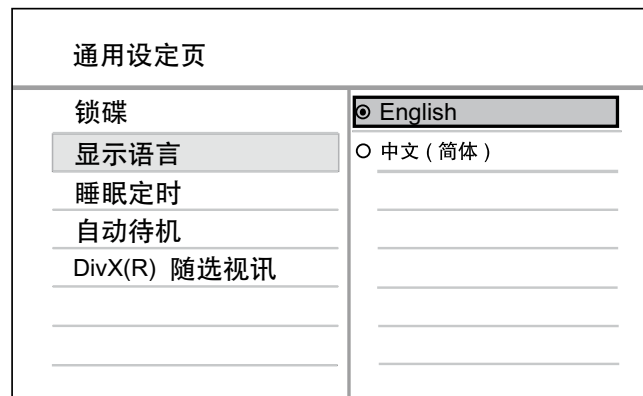 通用设定页
锁碟
显示语言
睡眠定时
自动待机
DivX(R) 随选视讯
English
中文 ( 简体 )